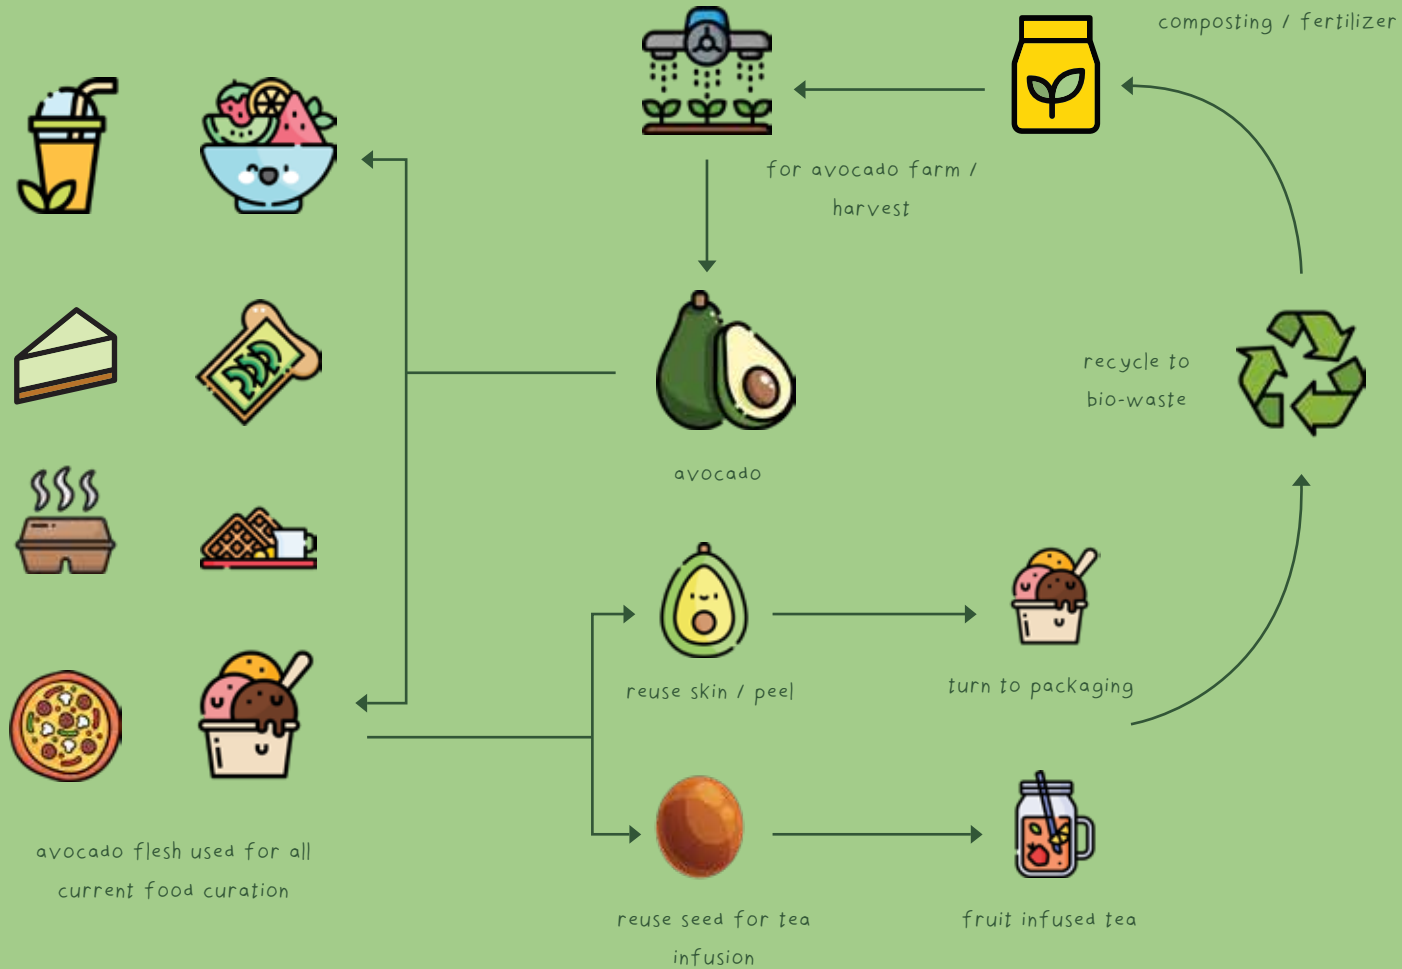 composting / fertilizer
for avocado farm /
harvest
recycle to
bio-waste
avocado
reuse skin / peel
turn to packaging
avocado flesh used for all
current food curation
reuse seed for tea
infusion
fruit infused tea